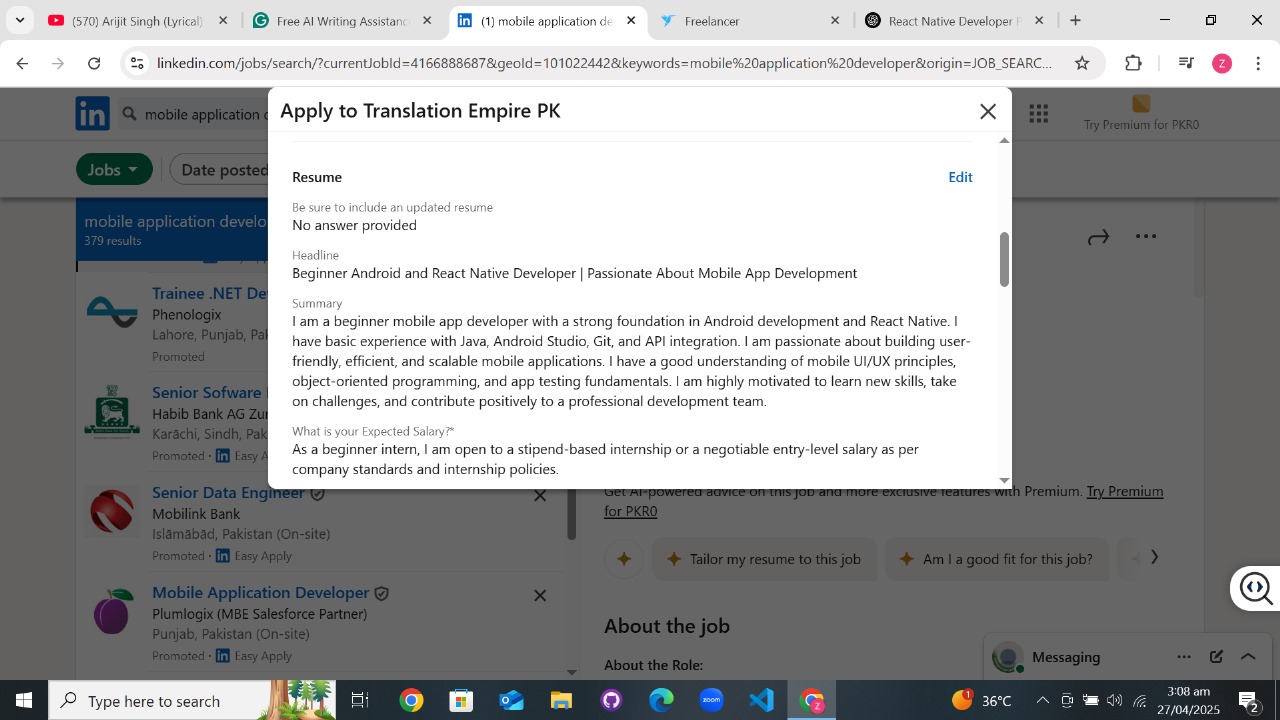 (570) Arijit Singh (Lyrical)
Free AI Writing Assistanc
(1) mobile application de
Freelancer
React Native Developer P
linkedin.com/jobs/search/?currentJobId=4166888687&geoId=101022442&keywords=mobile%20application%20developer&origin=JOB_SEARC...
Z
in
mobile application d
Try Premium for PKR0
Jobs
Date posted
mobile application develo
379 results
Trainee .NET De
Phenologix
Lahore, Punjab, Pak
Promoted
Senior Sofware
Habib Bank AG Zur
Karāchi, Sindh, Pak
Promoted · in Easy A
Senior Data Engineer
Mobilink Bank
Islāmābād, Pakistan (On-site)
Promoted · in Easy Apply
Mobile Application Developer
Plumlogix (MBE Salesforce Partner)
Punjab, Pakistan (On-site)
Promoted · in Easy Apply
Apply to Translation Empire PK
Resume
Edit
Be sure to include an updated resume
No answer provided
Headline
Beginner Android and React Native Developer | Passionate About Mobile App Development
Summary
I am a beginner mobile app developer with a strong foundation in Android development and React Native. I
have basic experience with Java, Android Studio, Git, and API integration. I am passionate about building user-
friendly, efficient, and scalable mobile applications. I have a good understanding of mobile UI/UX principles,
object-oriented programming, and app testing fundamentals. I am highly motivated to learn new skills, take
on challenges, and contribute positively to a professional development team.
What is your Expected Salary?*
As a beginner intern, I am open to a stipend-based internship or a negotiable entry-level salary as per
company standards and internship policies.
Get AI-powered advice on this job and more exclusive features with Premium. Try Premium
for PKR0
Tailor my resume to this job
Am I a good fit for this job?
About the job
About the Role:
Messaging
Type here to search
zoom
1
36°C
3:08 am
27/04/2025
2